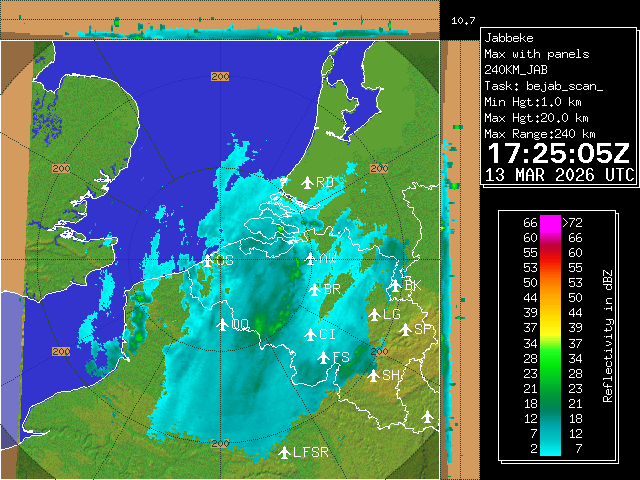 10.7
Jabbeke
Max with panels
240KM_JAB
Task: bejab_scan_
Min Hgt:1.0 km
Max Hgt:20.0 km
Max Range:240 km
17:25:05Z
13 MAR 2026 UTC
200
200
200
RD
OS
BR
BK
LG
OO
CI
SP
200
200
FS
SH
200
LFSR
66 >72
60 66
55 60
53 55
50 53
44 50
39 44
37 39
34 37
28 34
24 28
21 24
18 21
12 18
7 12
2 7
Reflectivity in dBZ